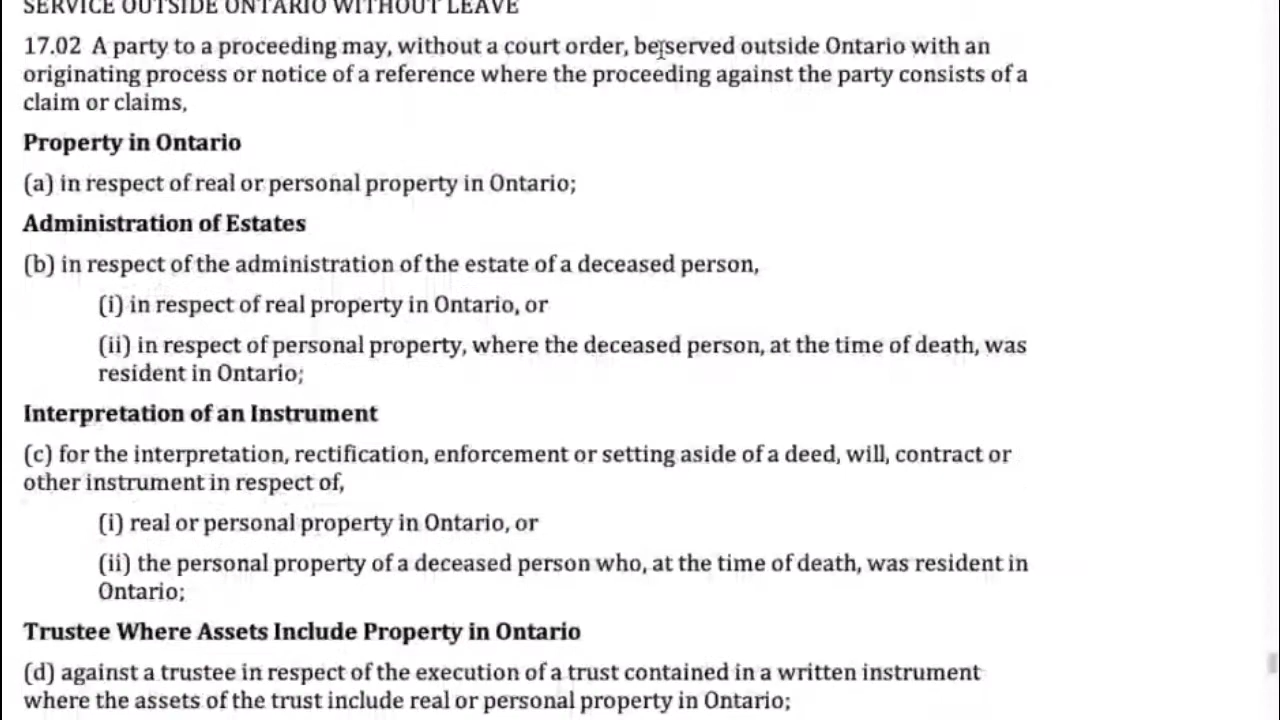 SERVICE OUTSIDE ONTARIO WITHOUT LEAVE
17.02 A party to a proceeding may, without a court order, be served outside Ontario with an
originating process or notice of a reference where the proceeding against the party consists of a
claim or claims,
Property in Ontario
(a) in respect of real or personal property in Ontario;
Administration of Estates
(b) in respect of the administration of the estate of a deceased person,
(i) in respect of real property in Ontario, or
(ii) in respect of personal property, where the deceased person, at the time of death, was
resident in Ontario;
Interpretation of an Instrument
(c) for the interpretation, rectification, enforcement or setting aside of a deed, will, contract or
other instrument in respect of,
(i) real or personal property in Ontario, or
(ii) the personal property of a deceased person who, at the time of death, was resident in
Ontario;
Trustee Where Assets Include Property in Ontario
(d) against a trustee in respect of the execution of a trust contained in a written instrument
where the assets of the trust include real or personal property in Ontario;